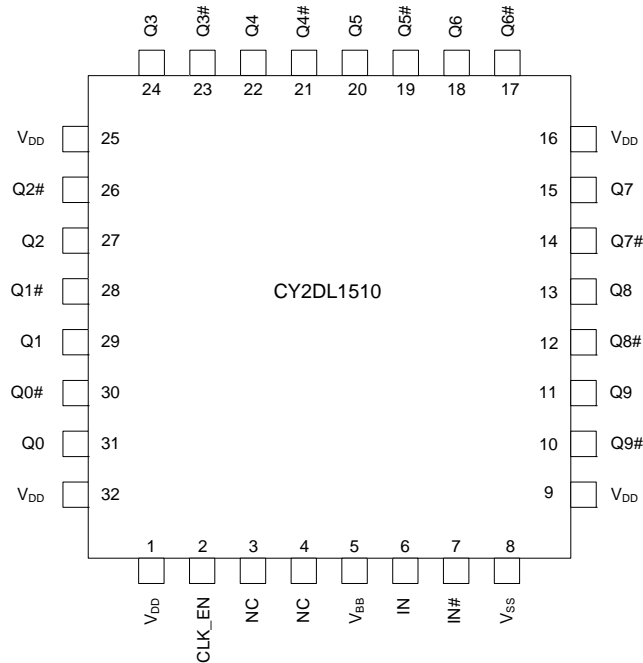 Q3 Q3# Q4 Q4# Q5 Q5# Q6 Q6#
24 23 22 21 20 19 18 17
VDD 25 16 VDD
Q2# 26 15 Q7
Q2 27 14 Q7#
CY2DL1510
Q1# 28 13 Q8
Q1 29 12 Q8#
Q0# 30 11 Q9
Q0 31 10 Q9#
VDD 32 9 VDD
1 2 3 4 5 6 7 8
VDD CLK_EN NC NC VBB IN IN# VSS